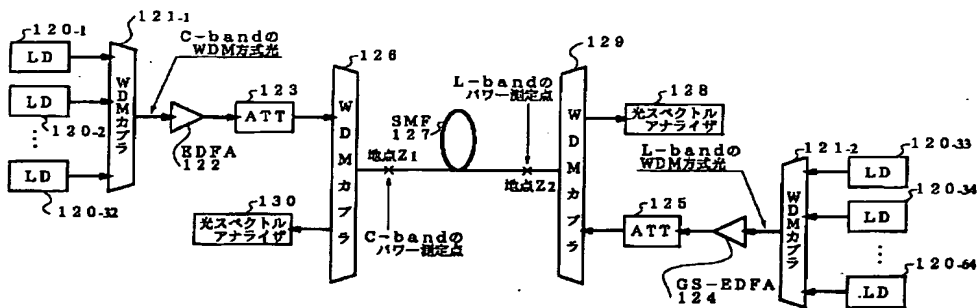 120-1
LD
LD
120-2
⋮
LD
120-32
121-1
WDMカプラ
C-bandの
WDM方式光
EDFA
122
123
ATT
126
WDMカプラ
130
光スペクトル
アナライザ
地点Z1
C-bandの
パワー測定点
SMF
127
L-bandの
パワー測定点
地点Z2
129
WDMカプラ
128
光スペクトル
アナライザ
L-bandの
WDM方式光
125
ATT
GS-EDFA
124
121-2
WDMカプラ
120-33
LD
120-34
LD
⋮
120-64
.LD